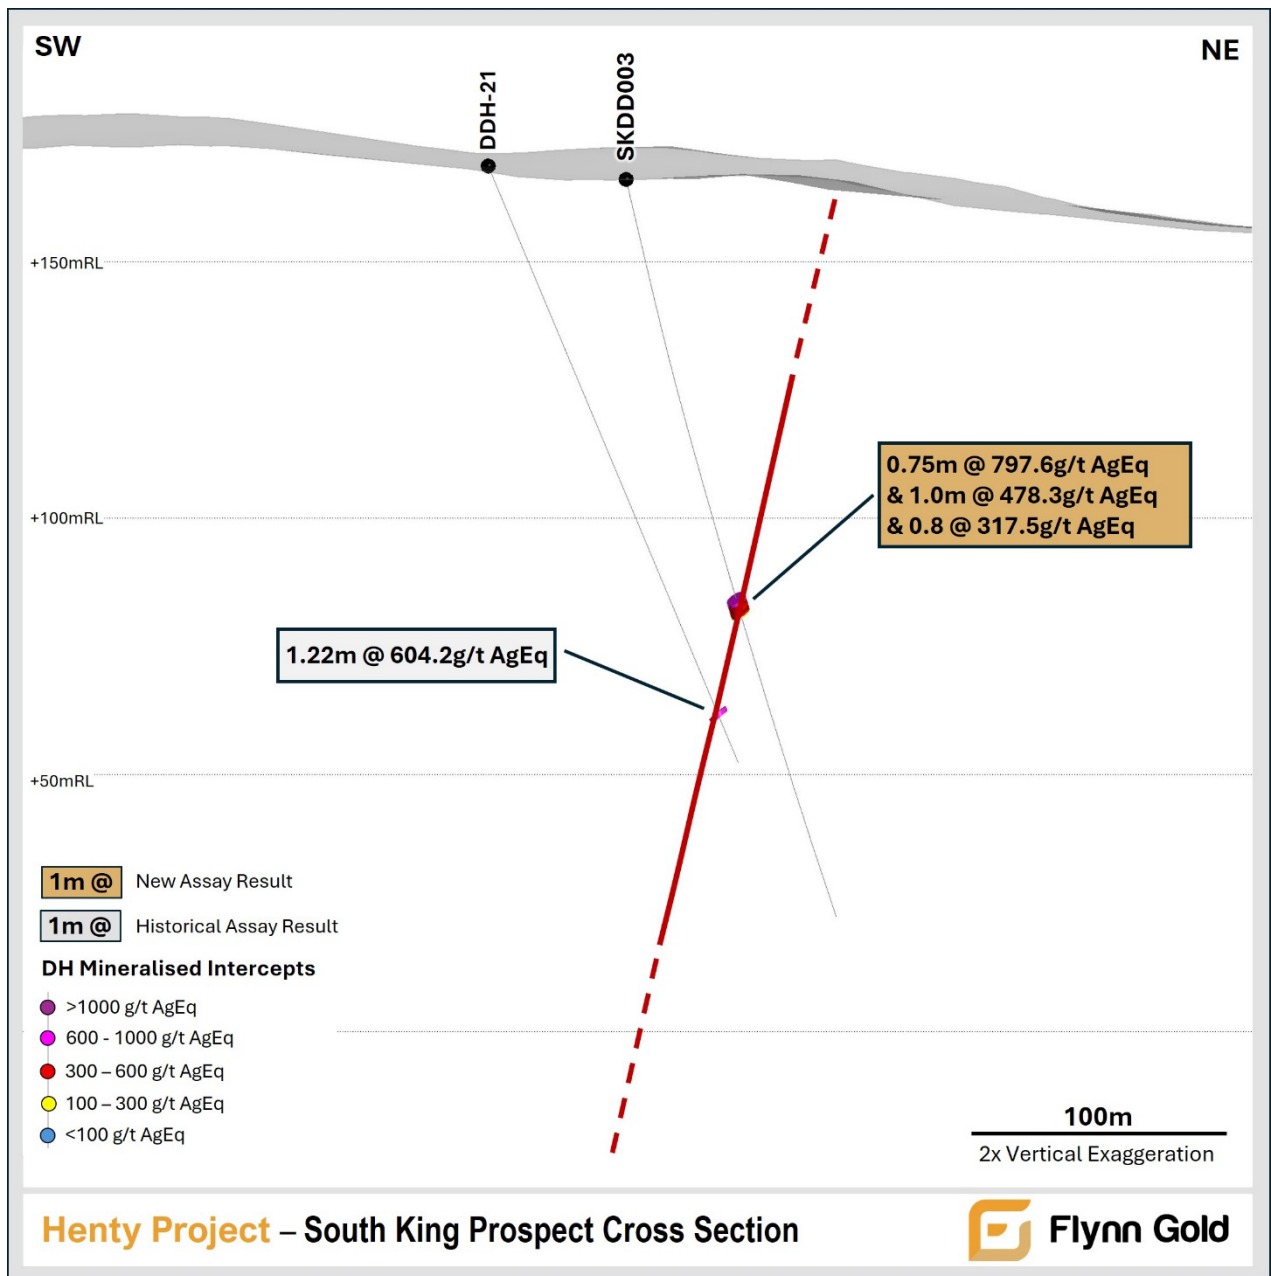 SW
NE
DDH-21
SKDD003
+150mRL
+100mRL
0.75m @ 797.6g/t AgEq
& 1.0m @ 478.3g/t AgEq
& 0.8 @ 317.5g/t AgEq
1.22m @ 604.2g/t AgEq
+50mRL
1m @ New Assay Result
1m @ Historical Assay Result
DH Mineralised Intercepts
>1000 g/t AgEq
600 - 1000 g/t AgEq
300 – 600 g/t AgEq
100 – 300 g/t AgEq
<100 g/t AgEq
100m
2x Vertical Exaggeration
Henty Project – South King Prospect Cross Section
Flynn Gold